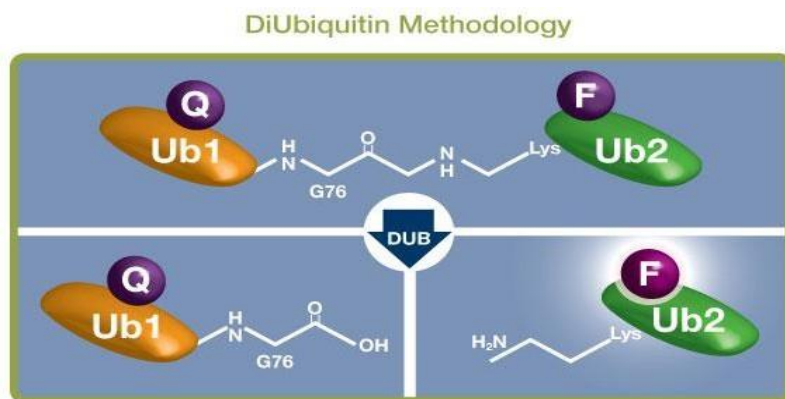 DiUbiquitin Methodology
Q
Ub1
H
N
G76
O
N
H
Lys
F
Ub2
DUB
Q
Ub1
H
N
G76
O
OH
H₂N
Lys
F
Ub2